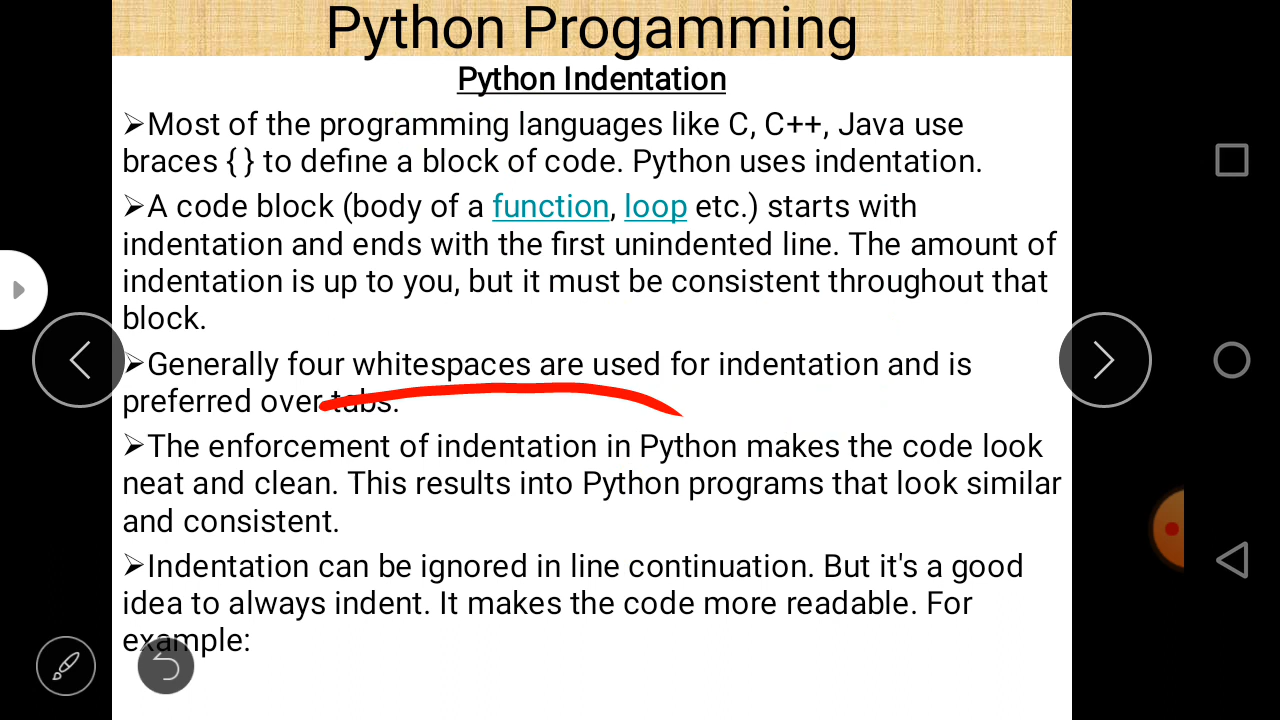 Python Progamming
Python Indentation
➢Most of the programming languages like C, C++, Java use
braces { } to define a block of code. Python uses indentation.
➢A code block (body of a function, loop etc.) starts with
indentation and ends with the first unindented line. The amount of
indentation is up to you, but it must be consistent throughout that
block.
➢Generally four whitespaces are used for indentation and is
preferred over tabs.
➢The enforcement of indentation in Python makes the code look
neat and clean. This results into Python programs that look similar
and consistent.
➢Indentation can be ignored in line continuation. But it's a good
idea to always indent. It makes the code more readable. For
example: